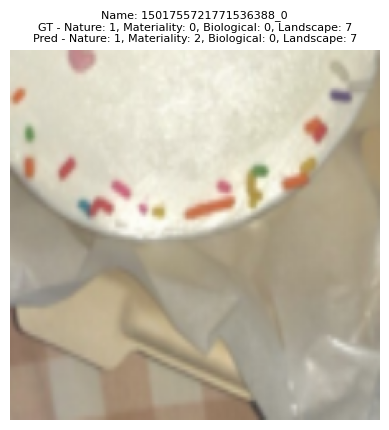 Name: 1501755721771536388_0
GT - Nature: 1, Materiality: 0, Biological: 0, Landscape: 7
Pred - Nature: 1, Materiality: 2, Biological: 0, Landscape: 7